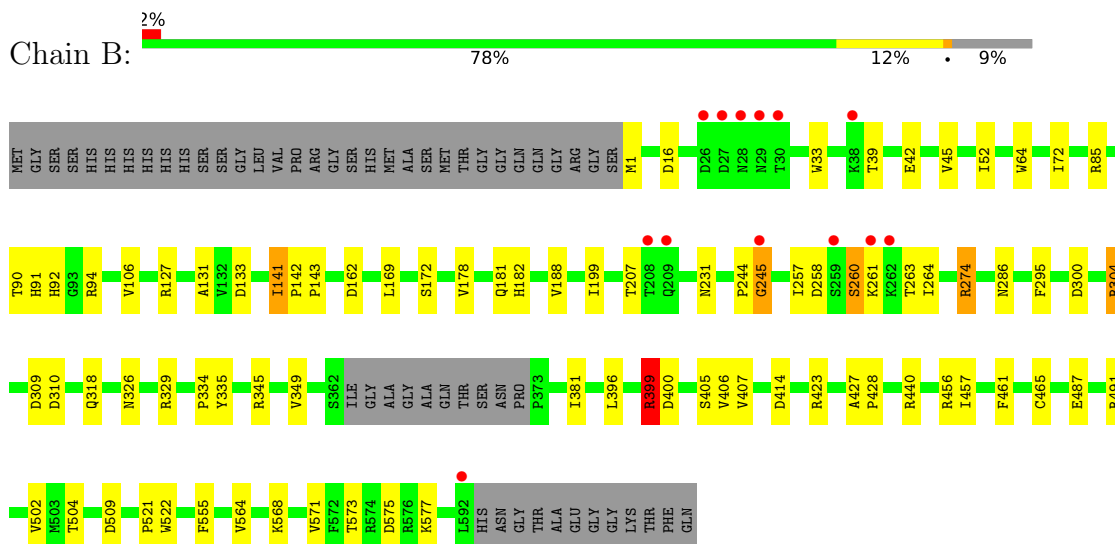 2%
Chain B:
78% 12% • 9%
MET GLY SER SER HIS HIS HIS HIS HIS HIS SER SER GLY LEU VAL PRO ARG GLY SER HIS MET ALA SER MET THR GLY GLY GLN GLN GLY ARG GLY SER M1 D16 D26 D27 N28 N29 T30 W33 K38 T39 E42 V45 I52 W64 I72 R85
T90 H91 H92 G93 R94 V106 R127 A131 V132 D133 I141 P142 P143 D162 L169 S172 V178 Q181 H182 V188 I199 T207 T208 Q209 N231 P244 G245 I257 D258 S259 S260 K261 K262 T263 I264 R274 N286 F295 D300 R304
D309 D310 Q318 N326 R329 P334 Y335 R345 V349 S362 ILE GLY ALA GLY ALA GLN THR SER ASN PRO P373 I381 L396 R399 D400 S405 V406 V407 D414 R423 A427 P428 R440 R456 I457 F461 C465 E487 R491
V502 M503 T504 D509 P521 W522 F555 V564 K568 V571 F572 T573 R574 D575 R576 K577 L592 HIS ASN GLY THR ALA GLU GLY GLY LYS THR PHE GLN